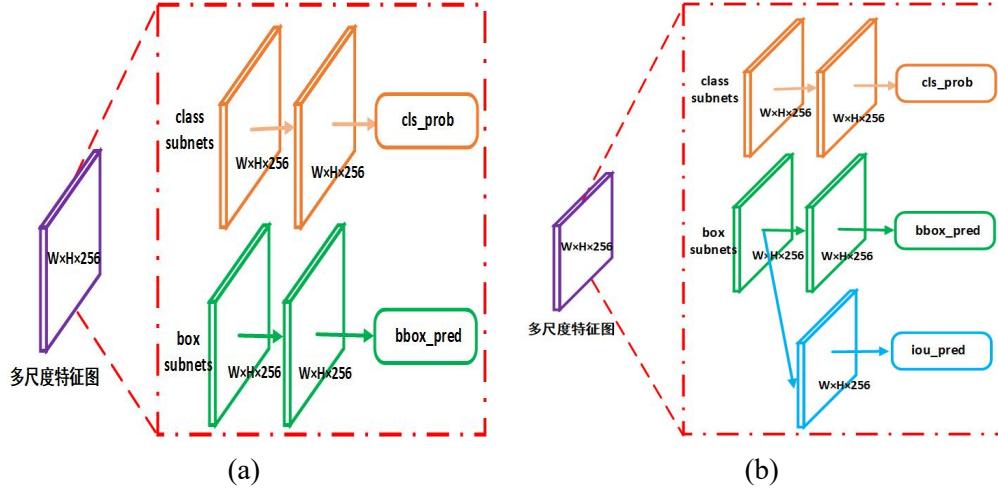 class
subnets
W×H×256
W×H×256
cls_prob
W×H×256
多尺度特征图
box
subnets
W×H×256
W×H×256
bbox_pred
(a)
class
subnets
W×H×256
W×H×256
cls_prob
W×H×256
多尺度特征图
box
subnets
W×H×256
W×H×256
bbox_pred
W×H×256
iou_pred
(b)